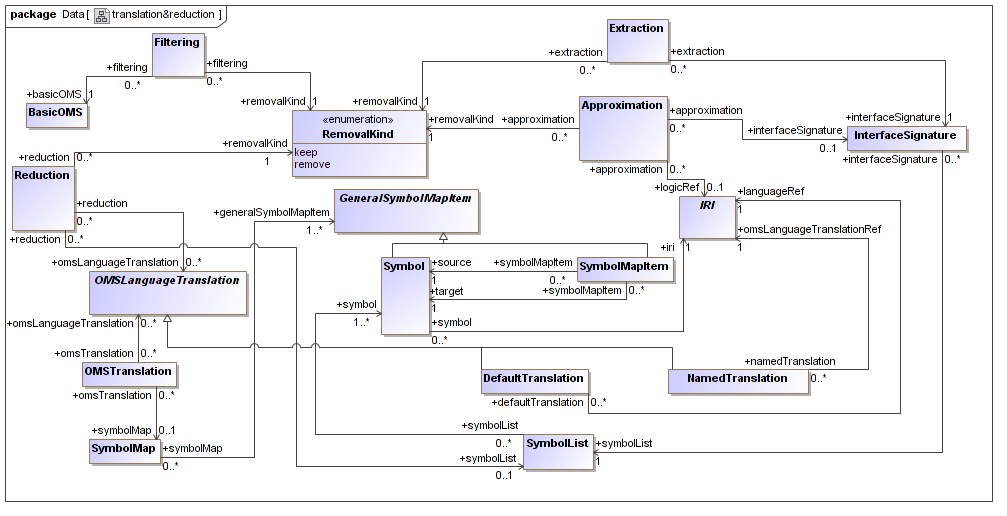 package Data [ translation&reduction ]
Filtering
+filtering
0..*
+filtering
0..*
+basicOMS
1
BasicOMS
+removalKind
1
Extraction
+extraction
0..*
+extraction
0..*
+removalKind
1
«enumeration»
RemovalKind
keep
remove
+removalKind
1
+approximation
0..*
Approximation
+approximation
0..*
+interfaceSignature
0..1
+interfaceSignature
1
InterfaceSignature
+interfaceSignature
0..*
+approximation
0..*
+logicRef
0..1
Reduction
+reduction
0..*
+removalKind
1
+reduction
0..*
+reduction
0..*
+generalSymbolMapItem
1..*
GeneralSymbolMapItem
IRI
+languageRef
1
+omsLanguageTranslationRef
1
+iri
1
+omsLanguageTranslation
0..*
OMSLanguageTranslation
Symbol
+source
1
+symbolMapItem
0..*
SymbolMapItem
+target
1
+symbolMapItem
0..*
+symbol
1..*
+symbol
0..*
+omsLanguageTranslation
0..*
+omsTranslation
0..*
OMSTranslation
+omsTranslation
0..*
DefaultTranslation
+defaultTranslation
0..*
NamedTranslation
+namedTranslation
0..*
+symbolMap
0..1
SymbolMap
+symbolMap
0..*
+symbolList
0..*
SymbolList
+symbolList
1
+symbolList
0..1